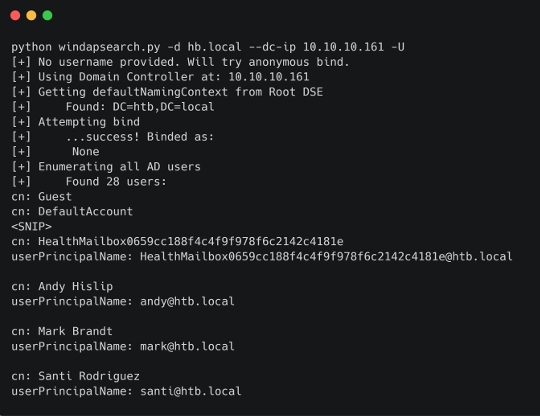 python windapsearch.py -d hb.local --dc-ip 10.10.10.161 -U
[+] No username provided. Will try anonymous bind.
[+] Using Domain Controller at: 10.10.10.161
[+] Getting defaultNamingContext from Root DSE
[+]     Found: DC=htb,DC=local
[+] Attempting bind
[+]     ...success! Binded as:
[+]      None
[+] Enumerating all AD users
[+]     Found 28 users:
cn: Guest
cn: DefaultAccount
<SNIP>
cn: HealthMailbox0659cc188f4c4f9f978f6c2142c4181e
userPrincipalName: HealthMailbox0659cc188f4c4f9f978f6c2142c4181e@htb.local
cn: Andy Hislip
userPrincipalName: andy@htb.local
cn: Mark Brandt
userPrincipalName: mark@htb.local
cn: Santi Rodriguez
userPrincipalName: santi@htb.local